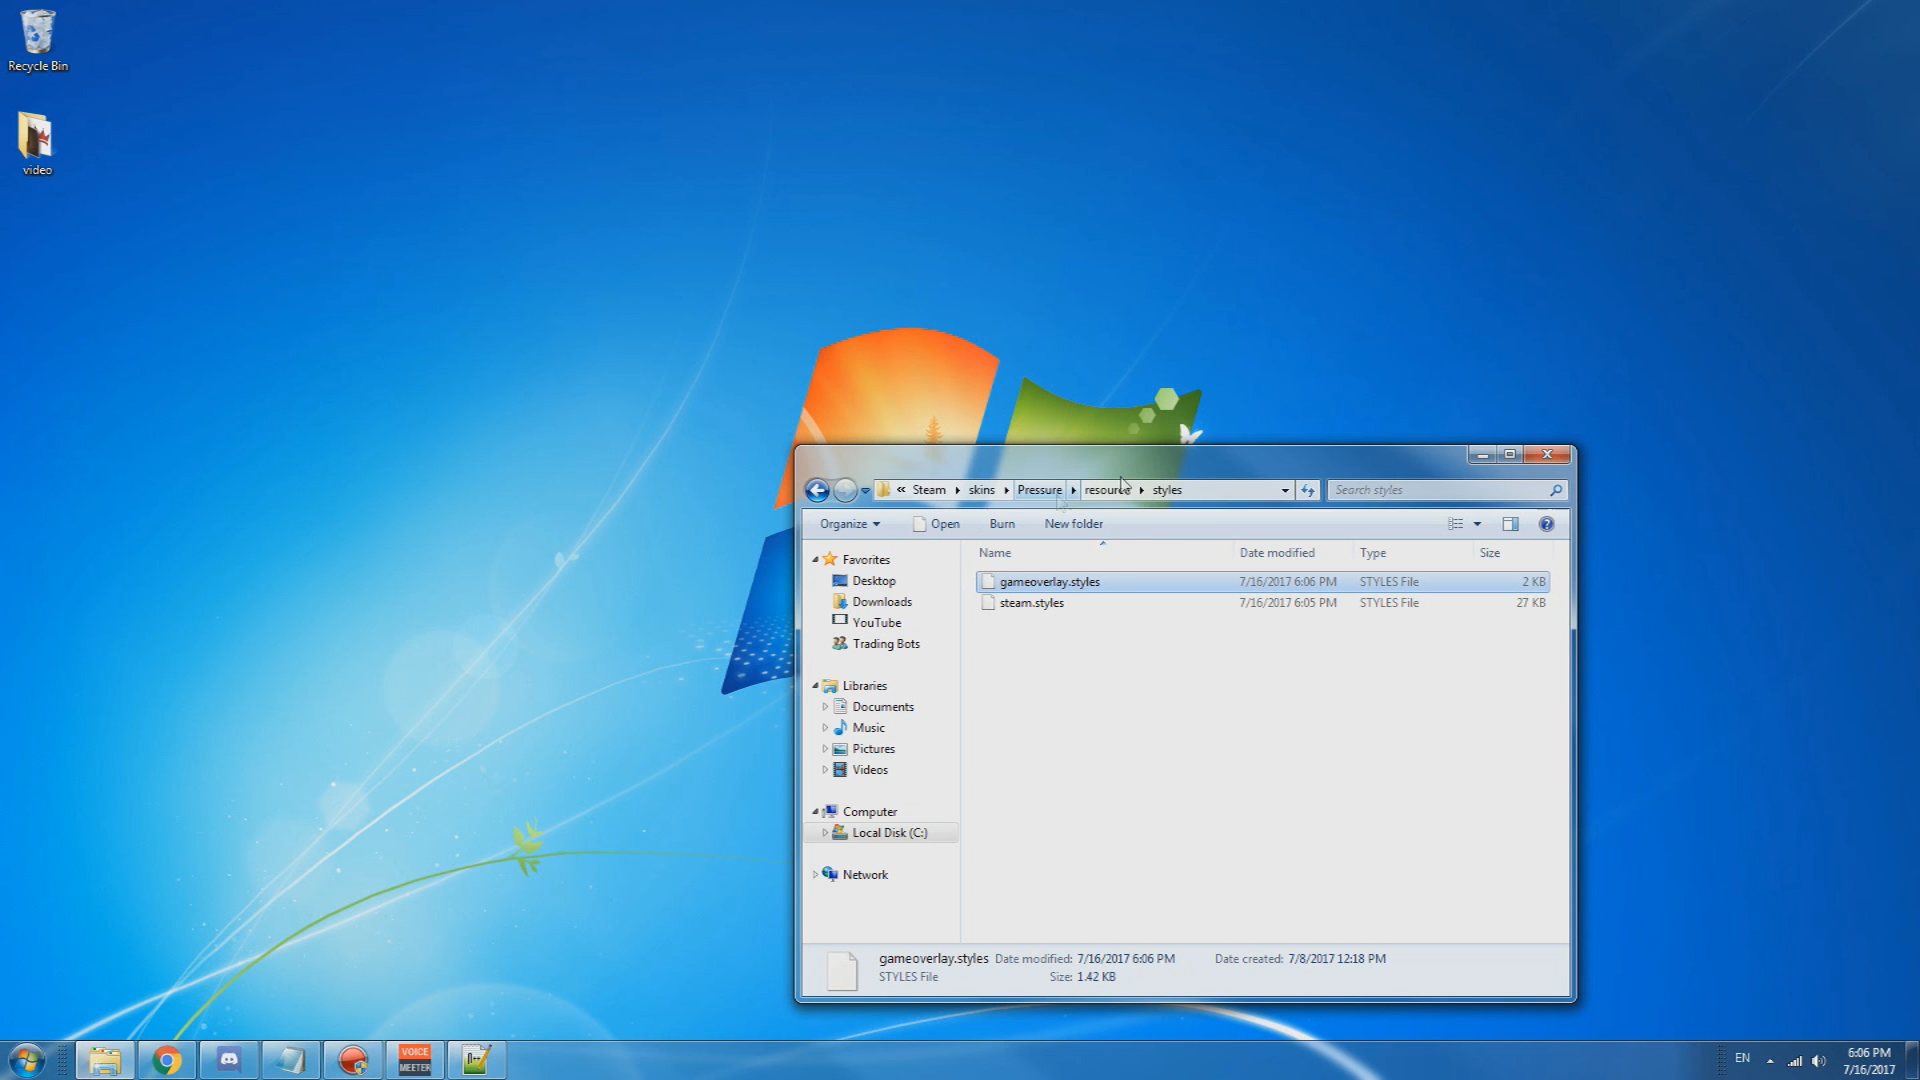 Recycle Bin
video
« Steam skins Pressure resource styles
Search styles
Organize Open Burn New folder
Name Date modified Type Size
gameoverlay.styles 7/16/2017 6:06 PM STYLES File 2 KB
steam.styles 7/16/2017 6:05 PM STYLES File 27 KB
Favorites
Desktop
Downloads
YouTube
Trading Bots
Libraries
Documents
Music
Pictures
Videos
Computer
Local Disk (C:)
Network
gameoverlay.styles Date modified: 7/16/2017 6:06 PM Date created: 7/8/2017 12:18 PM
STYLES File Size: 1.42 KB
VOICE
MEETER
EN
6:06 PM
7/16/2017